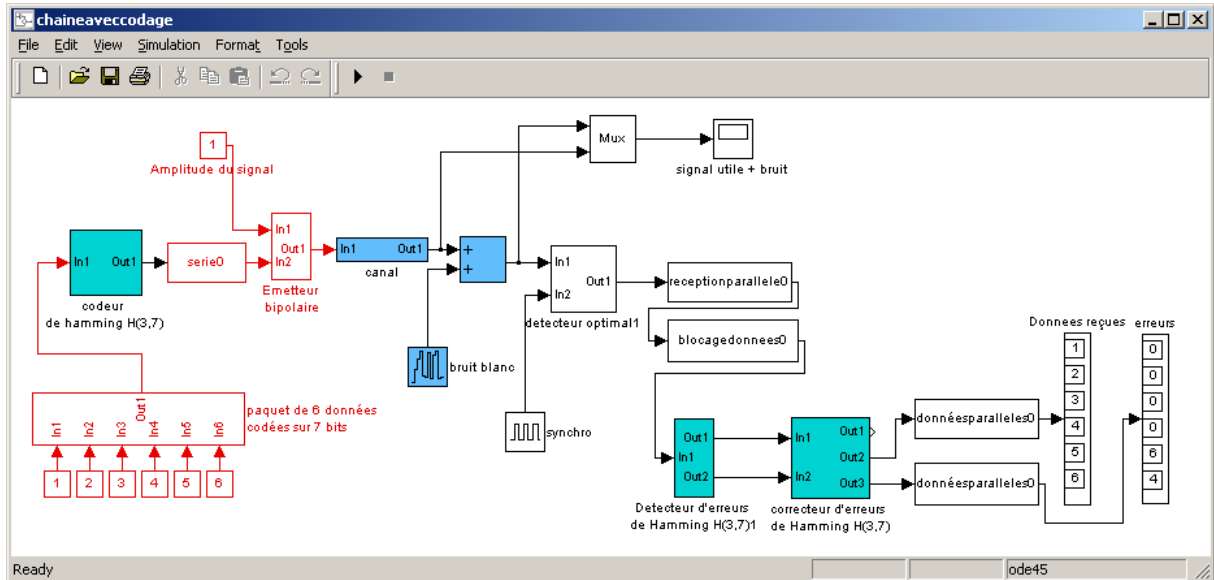 chaineaveccodage
File Edit View Simulation Format Tools
1
Amplitude du signal
Mux
signal utile + bruit
In1 Out1
codeur
de hamming H(3,7)
serie0
In1
Out1
In2
Emetteur
bipolaire
In1 Out1
canal
+
+
bruit blanc
In1
Out1
In2
detecteur optimal1
synchro
receptionparallele0
blocagedonnees0
Out1
In1 In2 In3 In4 In5 In6
paquet de 6 données
codées sur 7 bits
1 2 3 4 5 6
Out1
In1
Out2
Detecteur d'erreurs
de Hamming H(3,7)1
In1 Out1
Out2
In2 Out3
correcteur d'erreurs
de Hamming H(3,7)
donnéesparalleles0
donnéesparalleles0
Donnees reçues
1
2
3
4
5
6
erreurs
0
0
0
0
6
4
Ready
ode45